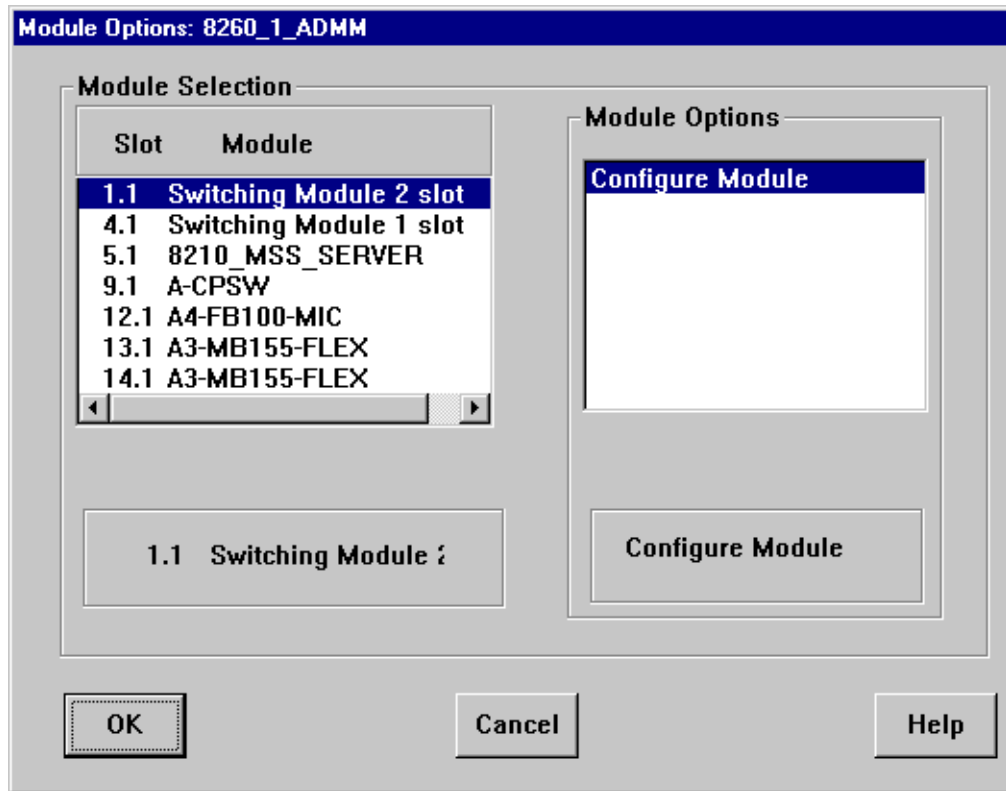 Module Options: 8260_1_ADMM
Module Selection
Slot Module
1.1 Switching Module 2 slot
4.1 Switching Module 1 slot
5.1 8210_MSS_SERVER
9.1 A-CPSW
12.1 A4-FB100-MIC
13.1 A3-MB155-FLEX
14.1 A3-MB155-FLEX
1.1 Switching Module 2
Module Options
Configure Module
Configure Module
OK Cancel Help